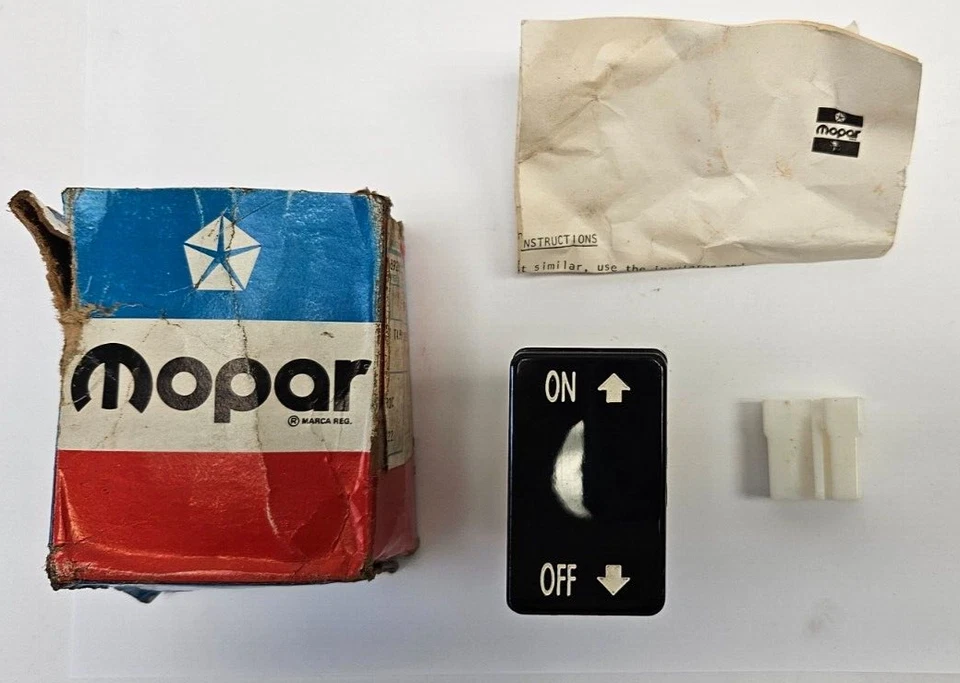 mopar
® MARCA REG.
mopar
NSTRUCTIONS
t similar, use the
ON
OFF